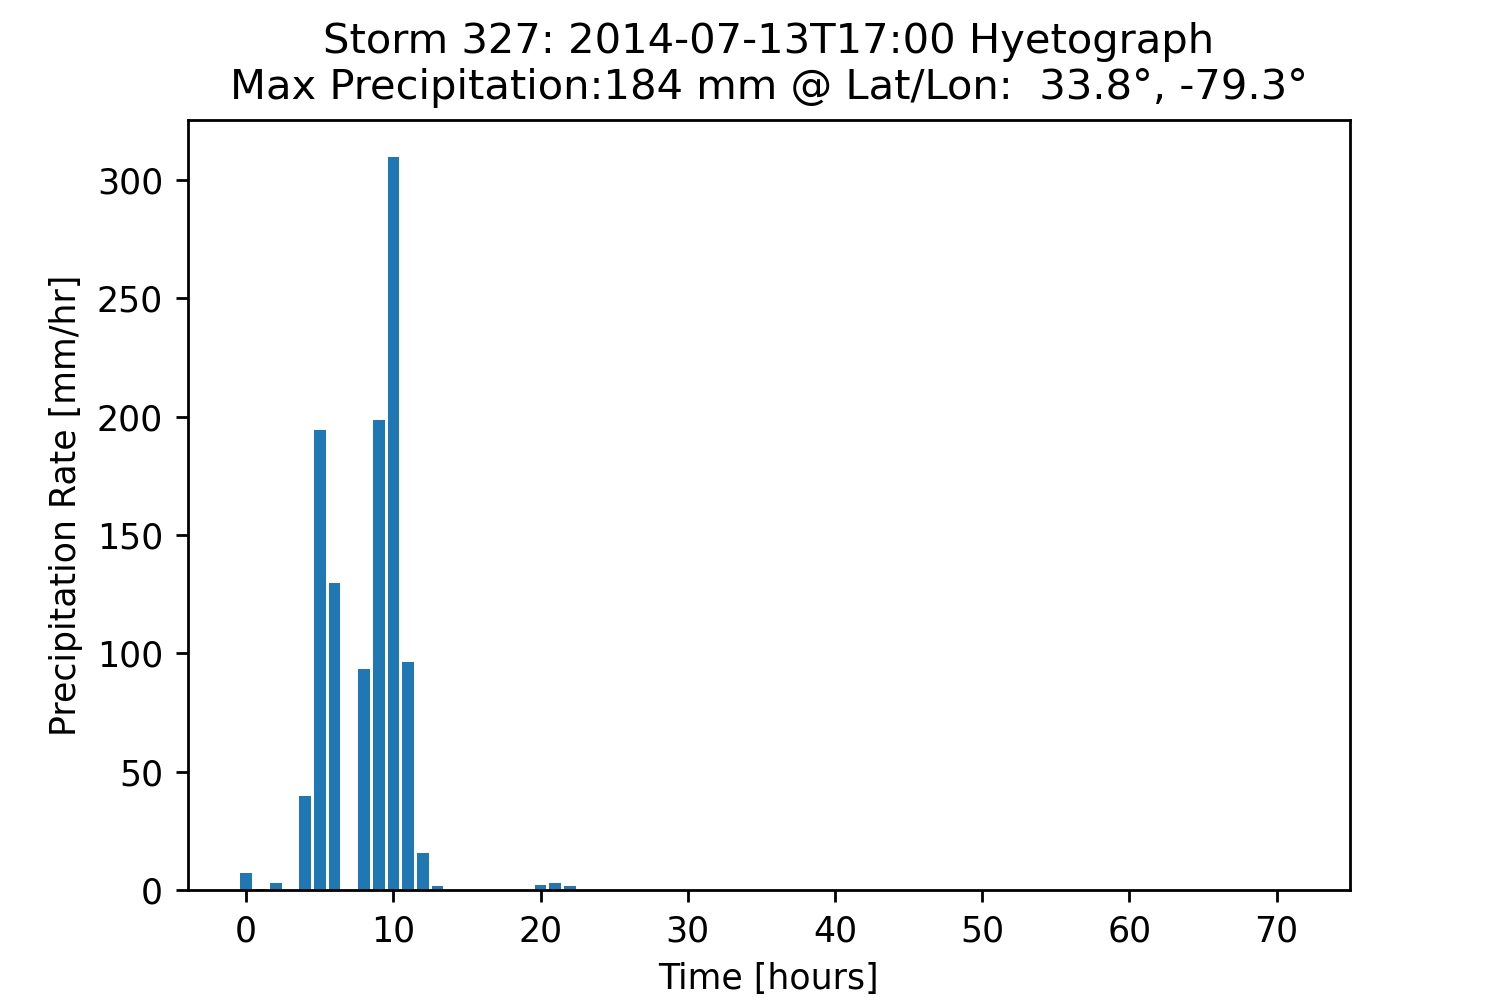 Storm 327: 2014-07-13T17:00 Hyetograph
Max Precipitation:184 mm @ Lat/Lon:  33.8°, -79.3°
Precipitation Rate [mm/hr]
300
250
200
150
100
50
0
0 10 20 30 40 50 60 70
Time [hours]